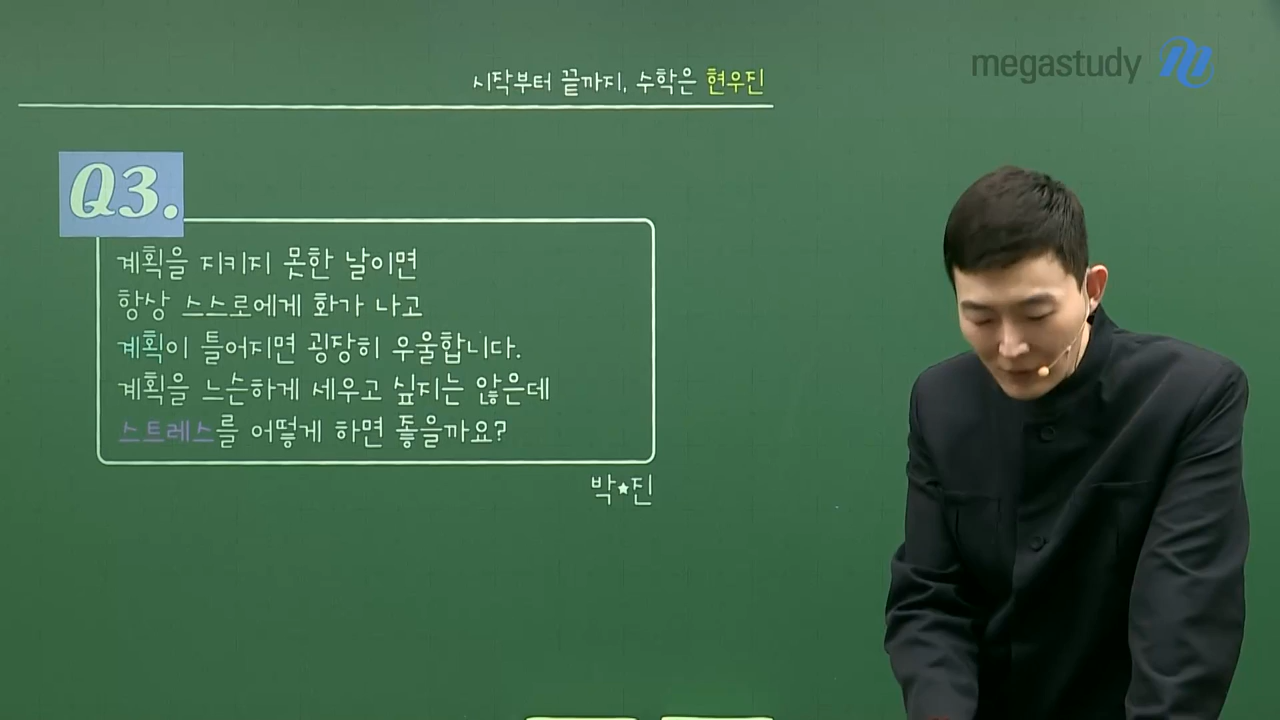 megastudy
시작부터 끝까지, 수학은 현우진
Q3.
계획을 지키지 못한 날이면
항상 스스로에게 화가 나고
계획이 틀어지면 굉장히 우울합니다.
계획을 느슨하게 세우고 싶지는 않은데
스트레스를 어떻게 하면 좋을까요?
박★진